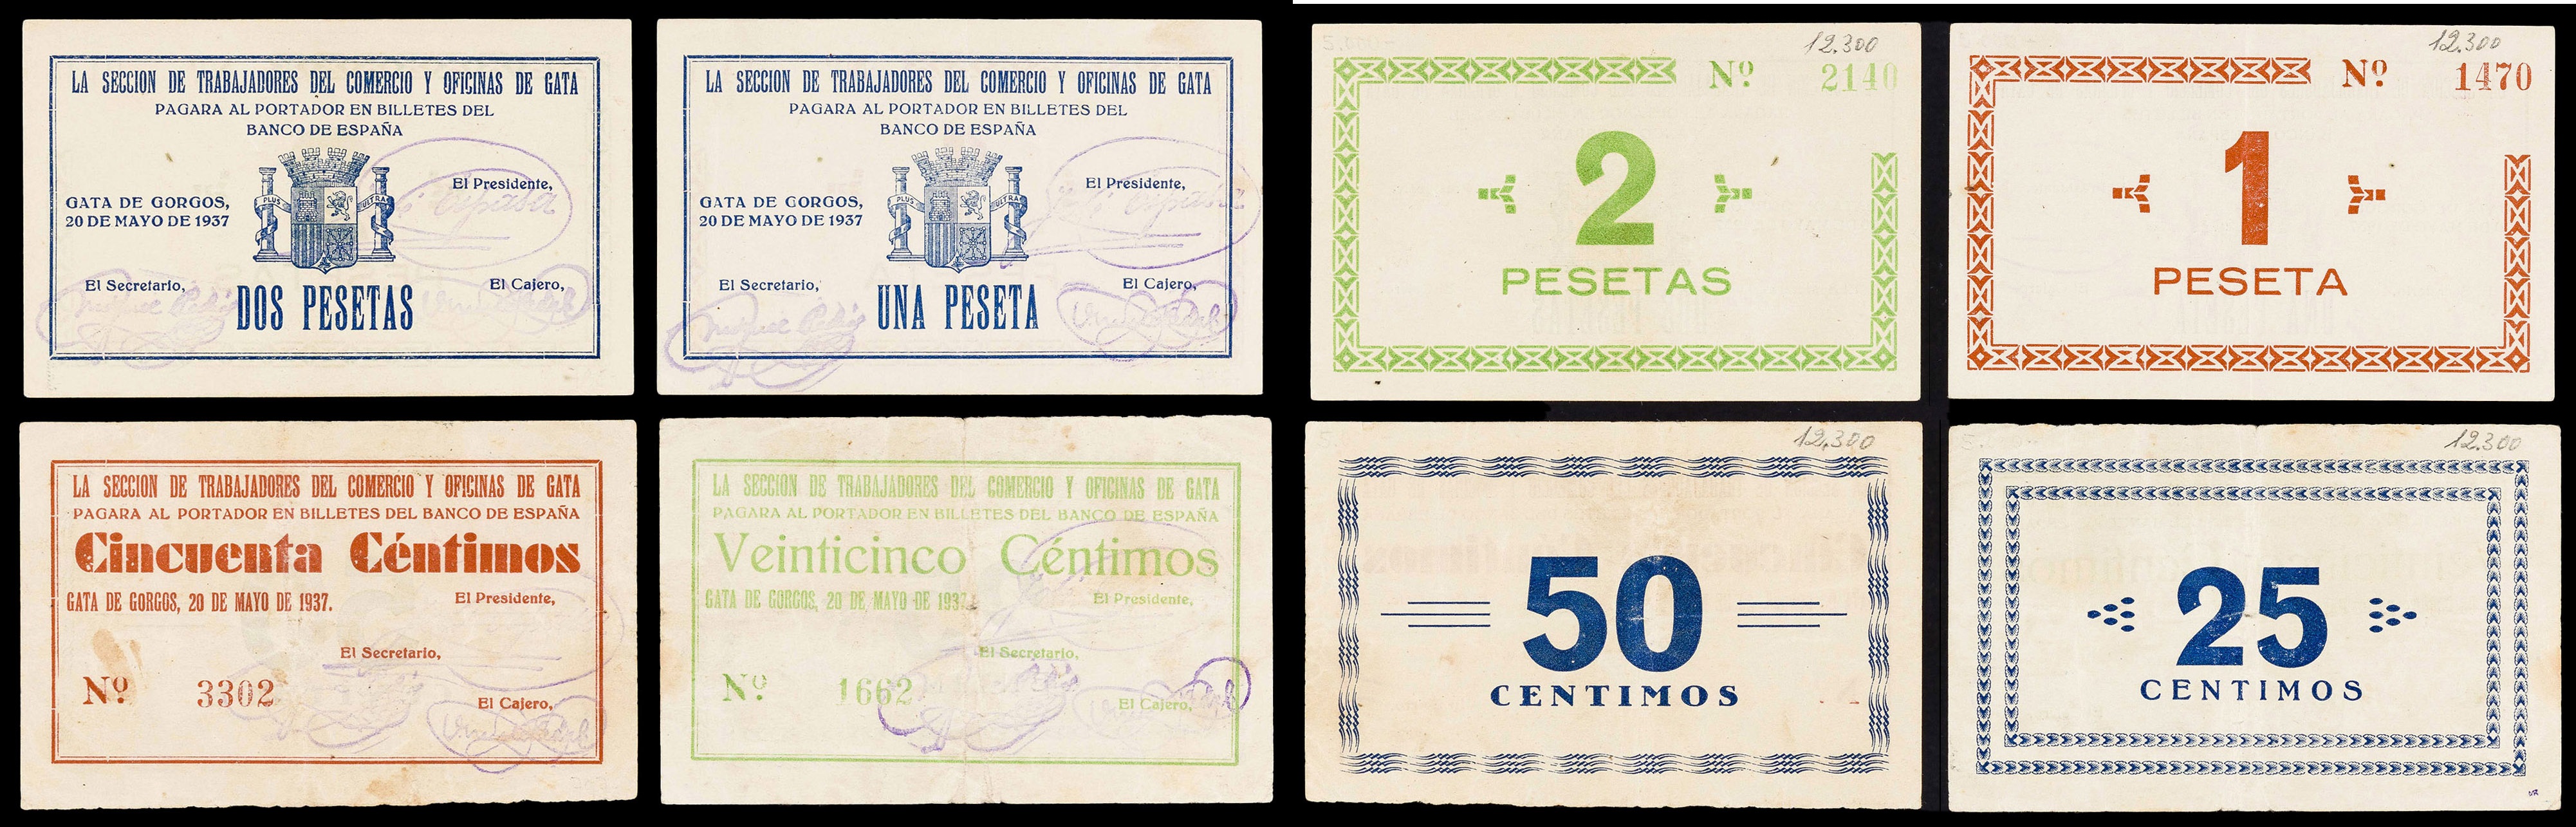 LA SECCION DE TRABAJADORES DEL COMERCIO Y OFICINAS DE GATA
PAGARA AL PORTADOR EN BILLETES DEL
BANCO DE ESPAÑA
El Presidente,
PLUS ULTRA
GATA DE GORGOS,
20 DE MAYO DE 1937
El Secretario,
El Cajero,
DOS PESETAS
LA SECCION DE TRABAJADORES DEL COMERCIO Y OFICINAS DE GATA
PAGARA AL PORTADOR EN BILLETES DEL
BANCO DE ESPAÑA
El Presidente,
PLUS ULTRA
GATA DE GORGOS,
20 DE MAYO DE 1937
El Secretario,
El Cajero,
UNA PESETA
12.300
Nº 2140
2
PESETAS
12.300
Nº 1470
1
PESETA
LA SECCION DE TRABAJADORES DEL COMERCIO Y OFICINAS DE GATA
PAGARA AL PORTADOR EN BILLETES DEL BANCO DE ESPAÑA
Cincuenta Céntimos
GATA DE GORGOS, 20 DE MAYO DE 1937.
El Presidente,
El Secretario,
Nº 3302
El Cajero,
LA SECCION DE TRABAJADORES DEL COMERCIO Y OFICINAS DE GATA
PAGARA AL PORTADOR EN BILLETES DEL BANCO DE ESPAÑA
Veinticinco Céntimos
GATA DE GORGOS, 20 DE MAYO DE 1937.
El Presidente,
El Secretario,
Nº 1662
El Cajero,
12.300
50
CENTIMOS
12.300
25
CENTIMOS